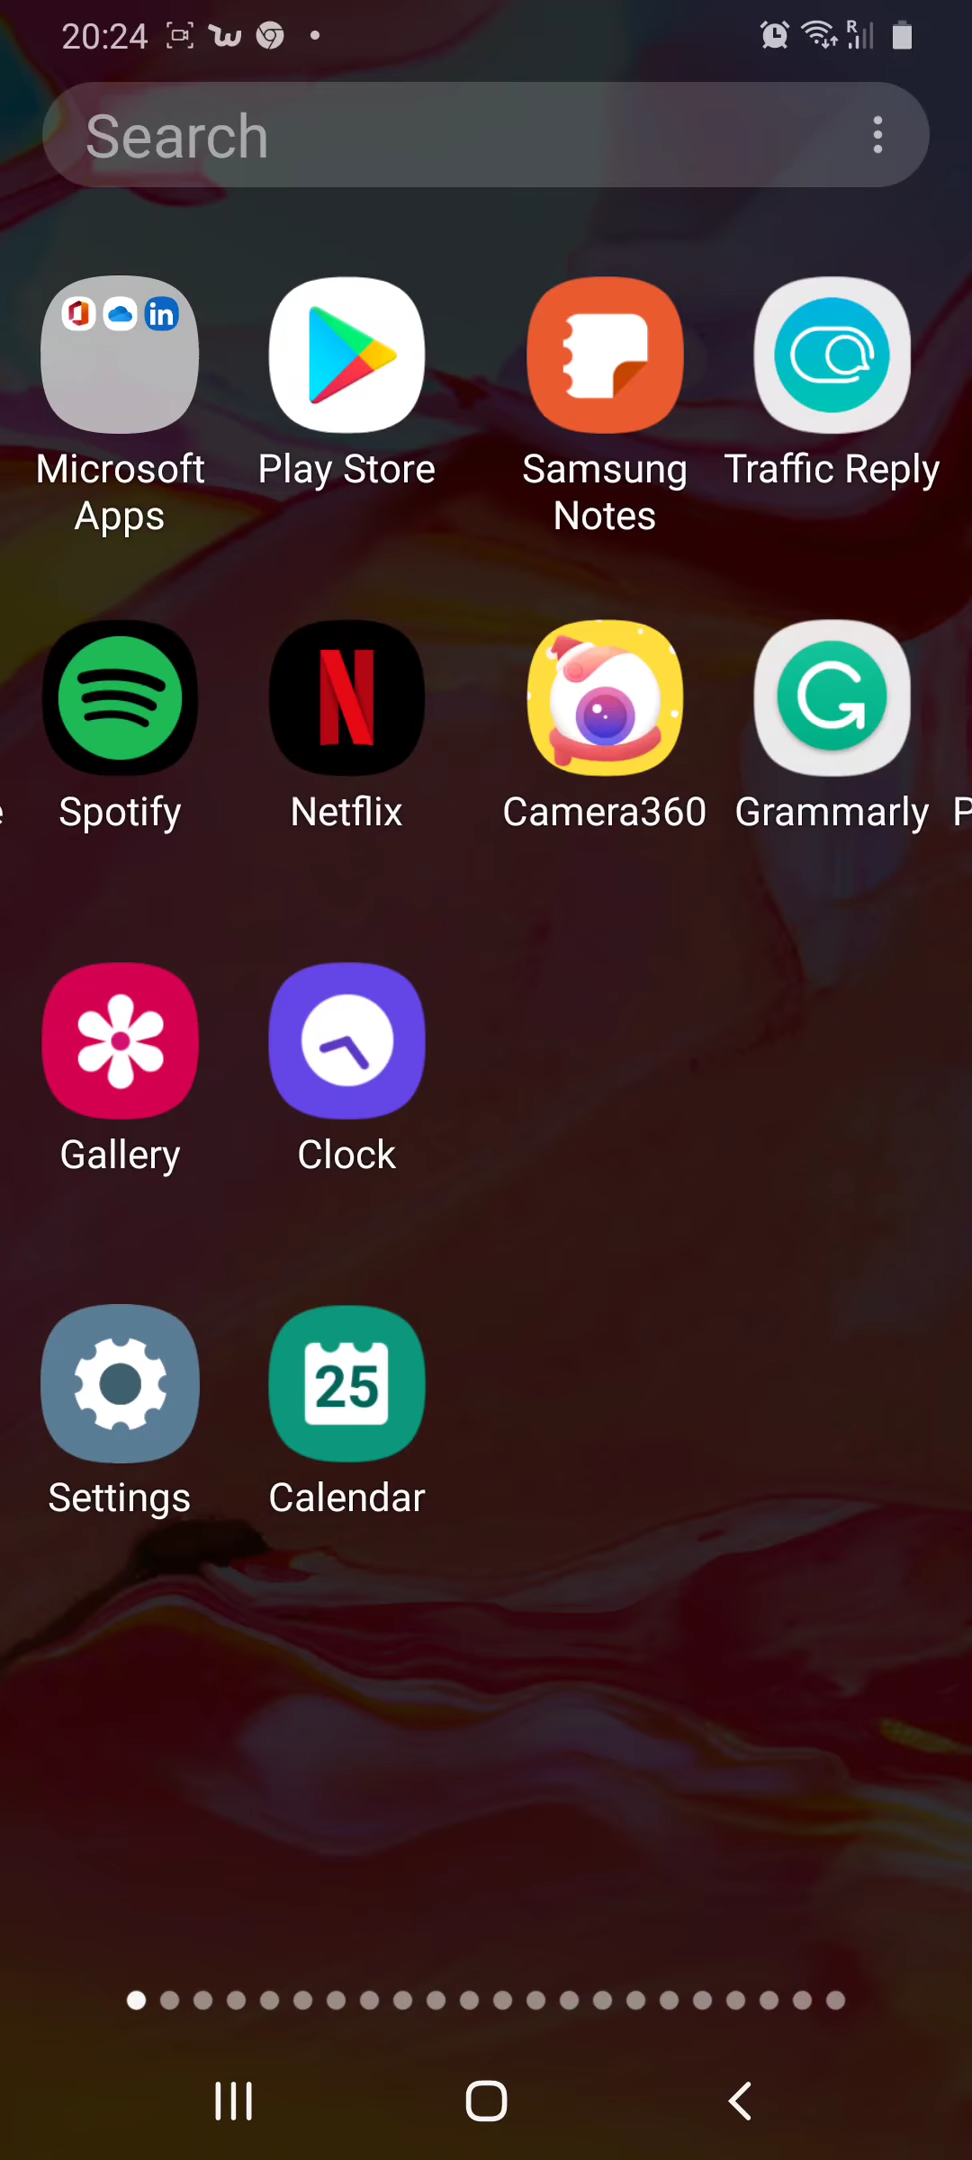 20:24
Search
Microsoft Apps
Play Store
Samsung Notes
Traffic Reply
Spotify
Netflix
Camera360
Grammarly
Gallery
Clock
25
Settings
Calendar